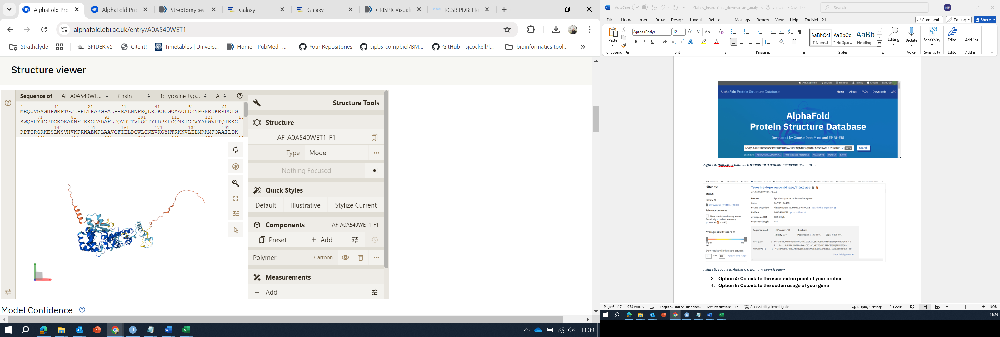 AlphaFold Pro
AlphaFold Pro
Streptomyces
Galaxy
Galaxy
CRISPR Visuali
RCSB PDB: Ho
alphafold.ebi.ac.uk/entry/A0A540WET1
Strathclyde
SPIDER v5
Cite it!
Timetables | Univers...
Home - PubMed -...
Your Repositories
sipbs-compbiol/BM...
GitHub - sjcockell/I...
bioinformatics tool...
»
Structure viewer
Sequence of AF-A0A540WE... Chain 1: Tyrosine-typ... A
1 11 21 31 41 51 61
MRQCVGAGHPWRPTGCLPRDTRAKGPALPRRALNNPRQLRSKSCGCAACLDEYPGERKKRRDCIG
71 81 91 101 111 121 13
SWQARYRGPDGKQKAKNFTKKGDADAFLDQVRTTVRQGTYLDPKRGQMKIGDWYAKWWPTQTKKG
141 151 161 171 181 191
RPTTRGRKESLWSVHVKPKWAEWPLAAVGFIDLDGWLQNEVKGYHTRKKVLELMRKMFQAAILDK
Structure Tools
Structure
AF-A0A540WET1-F1
Type Model
Nothing Focused
Quick Styles
Default Illustrative Stylize Current
Components AF-A0A540WET1-F1
Preset + Add
Polymer Cartoon
Measurements
+ Add
Model Confidence
11:39
AutoSave
Galaxy_instructions_downstream_analyses
No Label • Saved
Search
MF
File Home Insert Draw Design Layout References Mailings Review View Help EndNote 21
Comments
Editing
Share
Paste
Aptos (Body) 12
AaBbCcI AaBbCcI AaBb
¶ Normal ¶ No Spac... Heading 1
Editing Dictate Sensitivity Editor Add-ins
Clipboard Font Paragraph Styles Voice Sensitivity Editor Add-ins
EMBL-EBI home Services Research Training About us EMBL-EBI
AlphaFold Protein Structure Database
Home About FAQs Downloads API
AlphaFold
Protein Structure Database
Developed by Google DeepMind and EMBL-EBI
MVQSAAVGSLCGCRSSPCSGRSRRLAVPRRAQNNPRQIRNKACGCKACLEEYPGDR × BETA Search
Examples: MENFQKVEKIGEGTYGV... Free fatty acid receptor 2 At1g58602 Q5VSL9 E. coli
Figure 8. Alphafold database search for a protein sequence of interest.
Filter by:
Status
Review
Unreviewed (TrEMBL) (2000)
Reference proteome
Show predictions for sequences
found only in UniProt reference
proteomes (1940)
Average pLDDT score
Very low
high
Very
Show results with the score between
0 and 100 Apply score range
Tyrosine-type recombinase/integrase
AF-A0A540WET1-F1-v4
Protein Tyrosine-type recombinase/integrase
Gene E6W39_24475
Source Organism Kitasatospora sp. MMS16-CNU292 search this organism
UniProt A0A540WET1 go to UniProt
Average pLDDT 78.5 (High)
Sequence length 445
Sequence match HSP score: 1731 E-value: 0
Identity: 73% Positives: 364/426 (85%) Gaps: 2/426 (0%)
Your query 1 PCSGRSRRLAVPRRAQNNPRQIRNKACGCKACLEEYPGDRKPRRDCIGSWQARYRGPDGK 60
P R++ A+PRRA NNPRQ+R+K+CGC ACL+EYPG+RK RRDCIGSWQARYRGPDG+
A0A540WET1 1 PRDTRAKGPALPRRALNNPRQLRSKSCGCAACLDEYPGERKKRRDCIGSWQARYRGPDGK 60
Show full alignment
Figure 9. Top hit in AlphaFold from my search query.
3. Option 4: Calculate the isoelectric point of your protein
4. Option 5: Calculate the codon usage of your gene
Page 6 of 7 938 words English (United Kingdom) Text Predictions: On Accessibility: Investigate
Display Settings Focus 100%
11:39